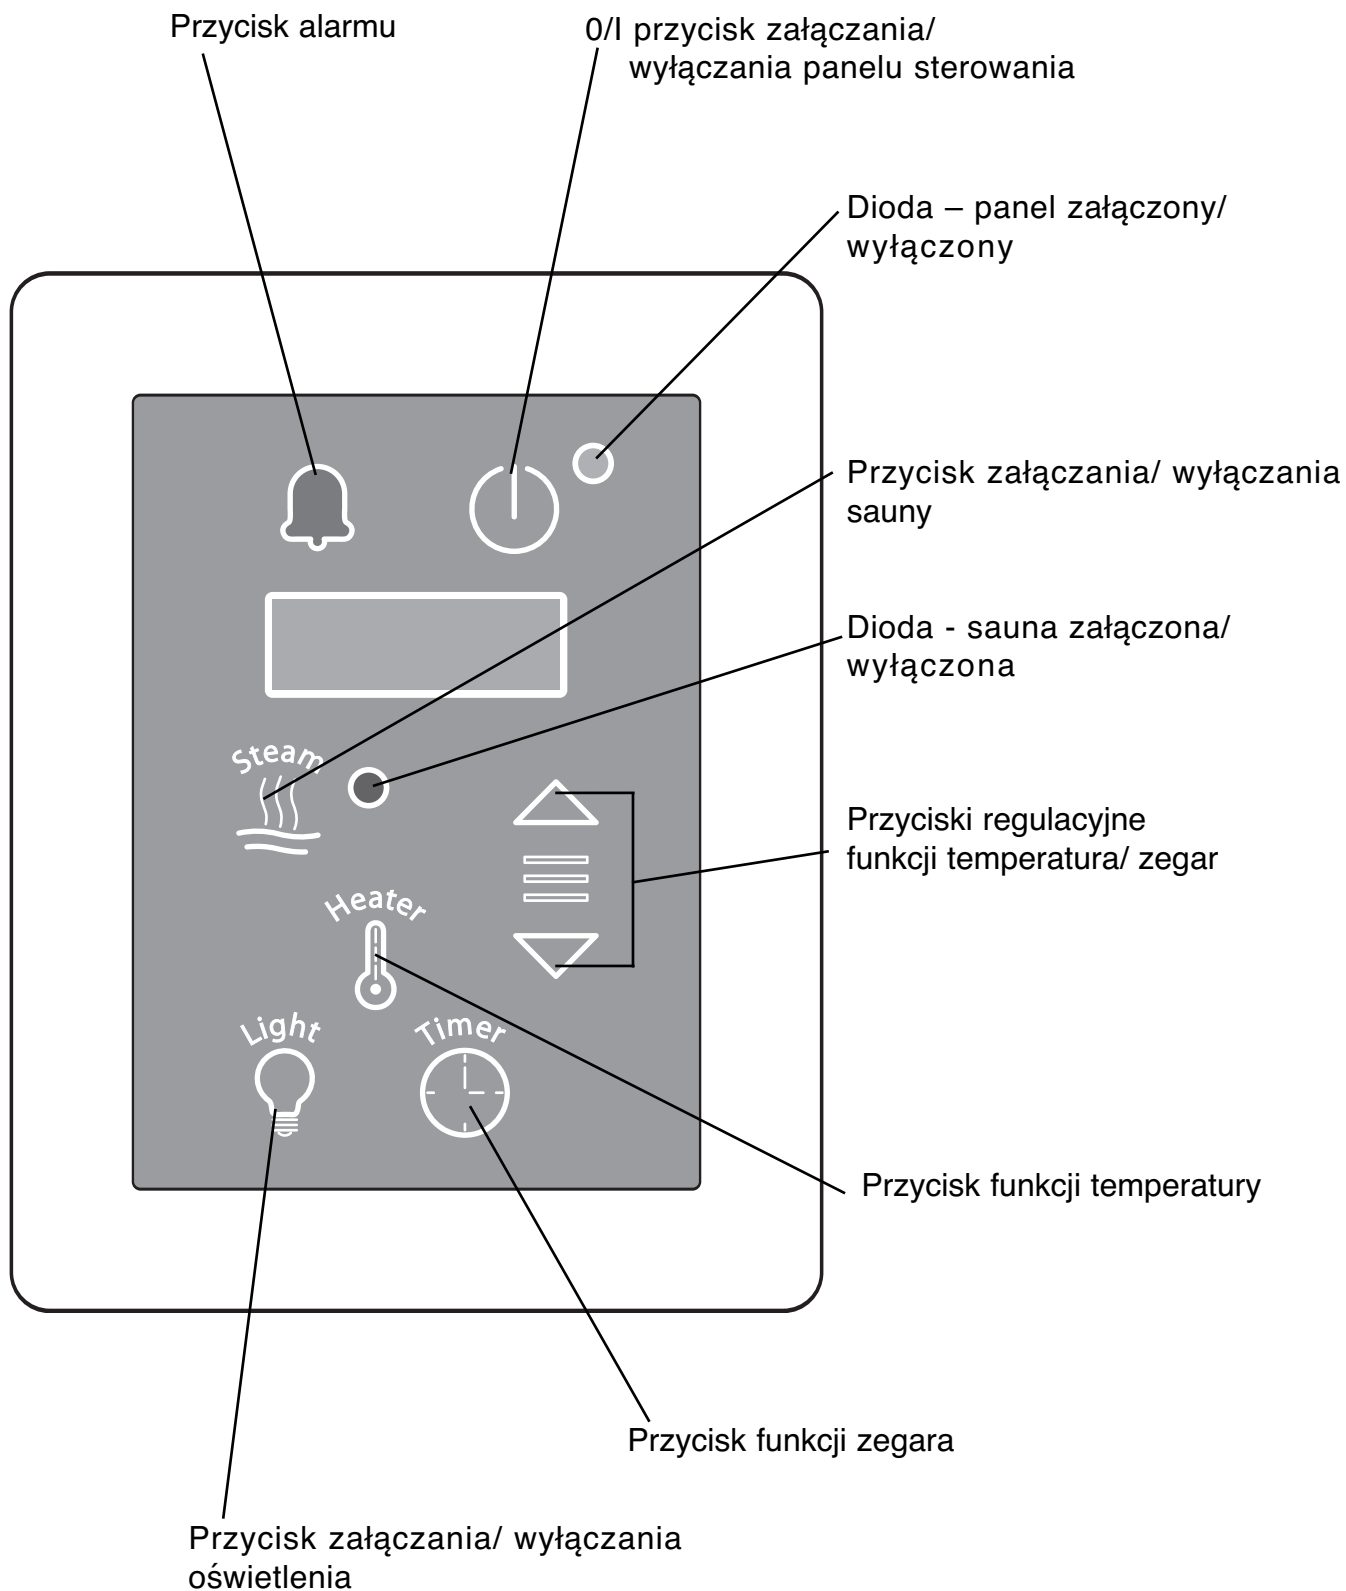 Przycisk alarmu
0/I przycisk załączania/
wyłączania panelu sterowania
Dioda – panel załączony/
wyłączony
Przycisk załączania/ wyłączania
sauny
Dioda - sauna załączona/
wyłączona
Steam
Przyciski regulacyjne
funkcji temperatura/ zegar
Heater
Light
Timer
Przycisk funkcji temperatury
Przycisk funkcji zegara
Przycisk załączania/ wyłączania
oświetlenia